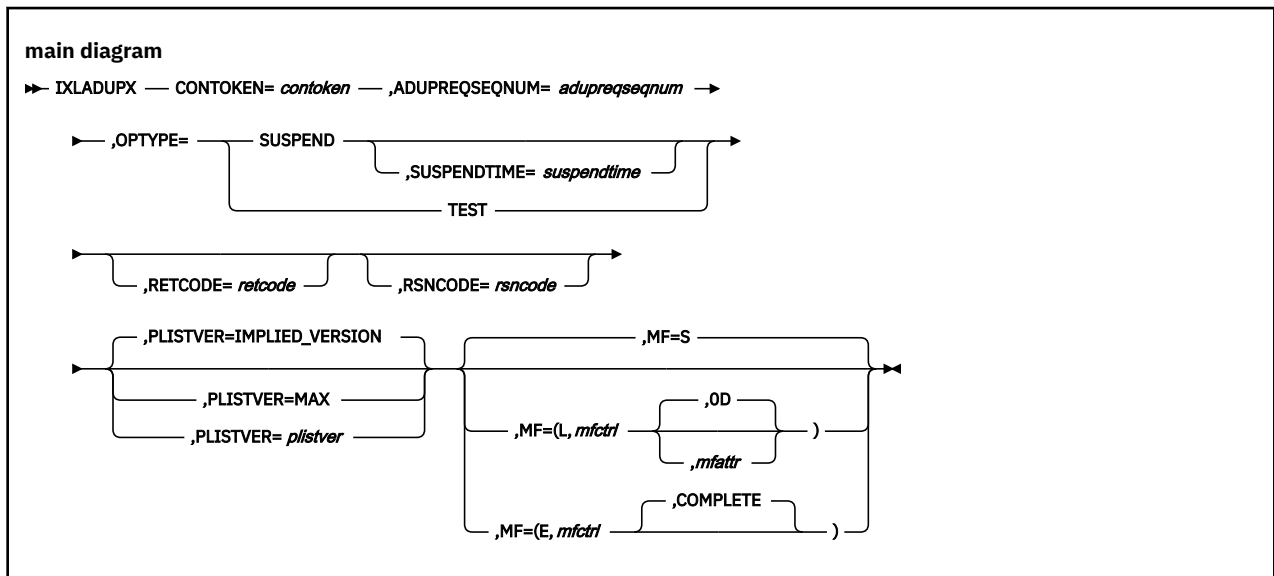 main diagram
IXLADUPX CONTOKEN= contoken ,ADUPREQSEQNUM= adupreqseqnum
,OPTYPE= SUSPEND
,SUSPENDTIME= suspendtime
TEST
,RETCODE= retcode ,RSNCODE= rsncode
,PLISTVER=IMPLIED_VERSION ,MF=S
,PLISTVER=MAX ,0D
,PLISTVER= plistver ,MF=(L, mfctrl )
,mfattr
,COMPLETE
,MF=(E, mfctrl )